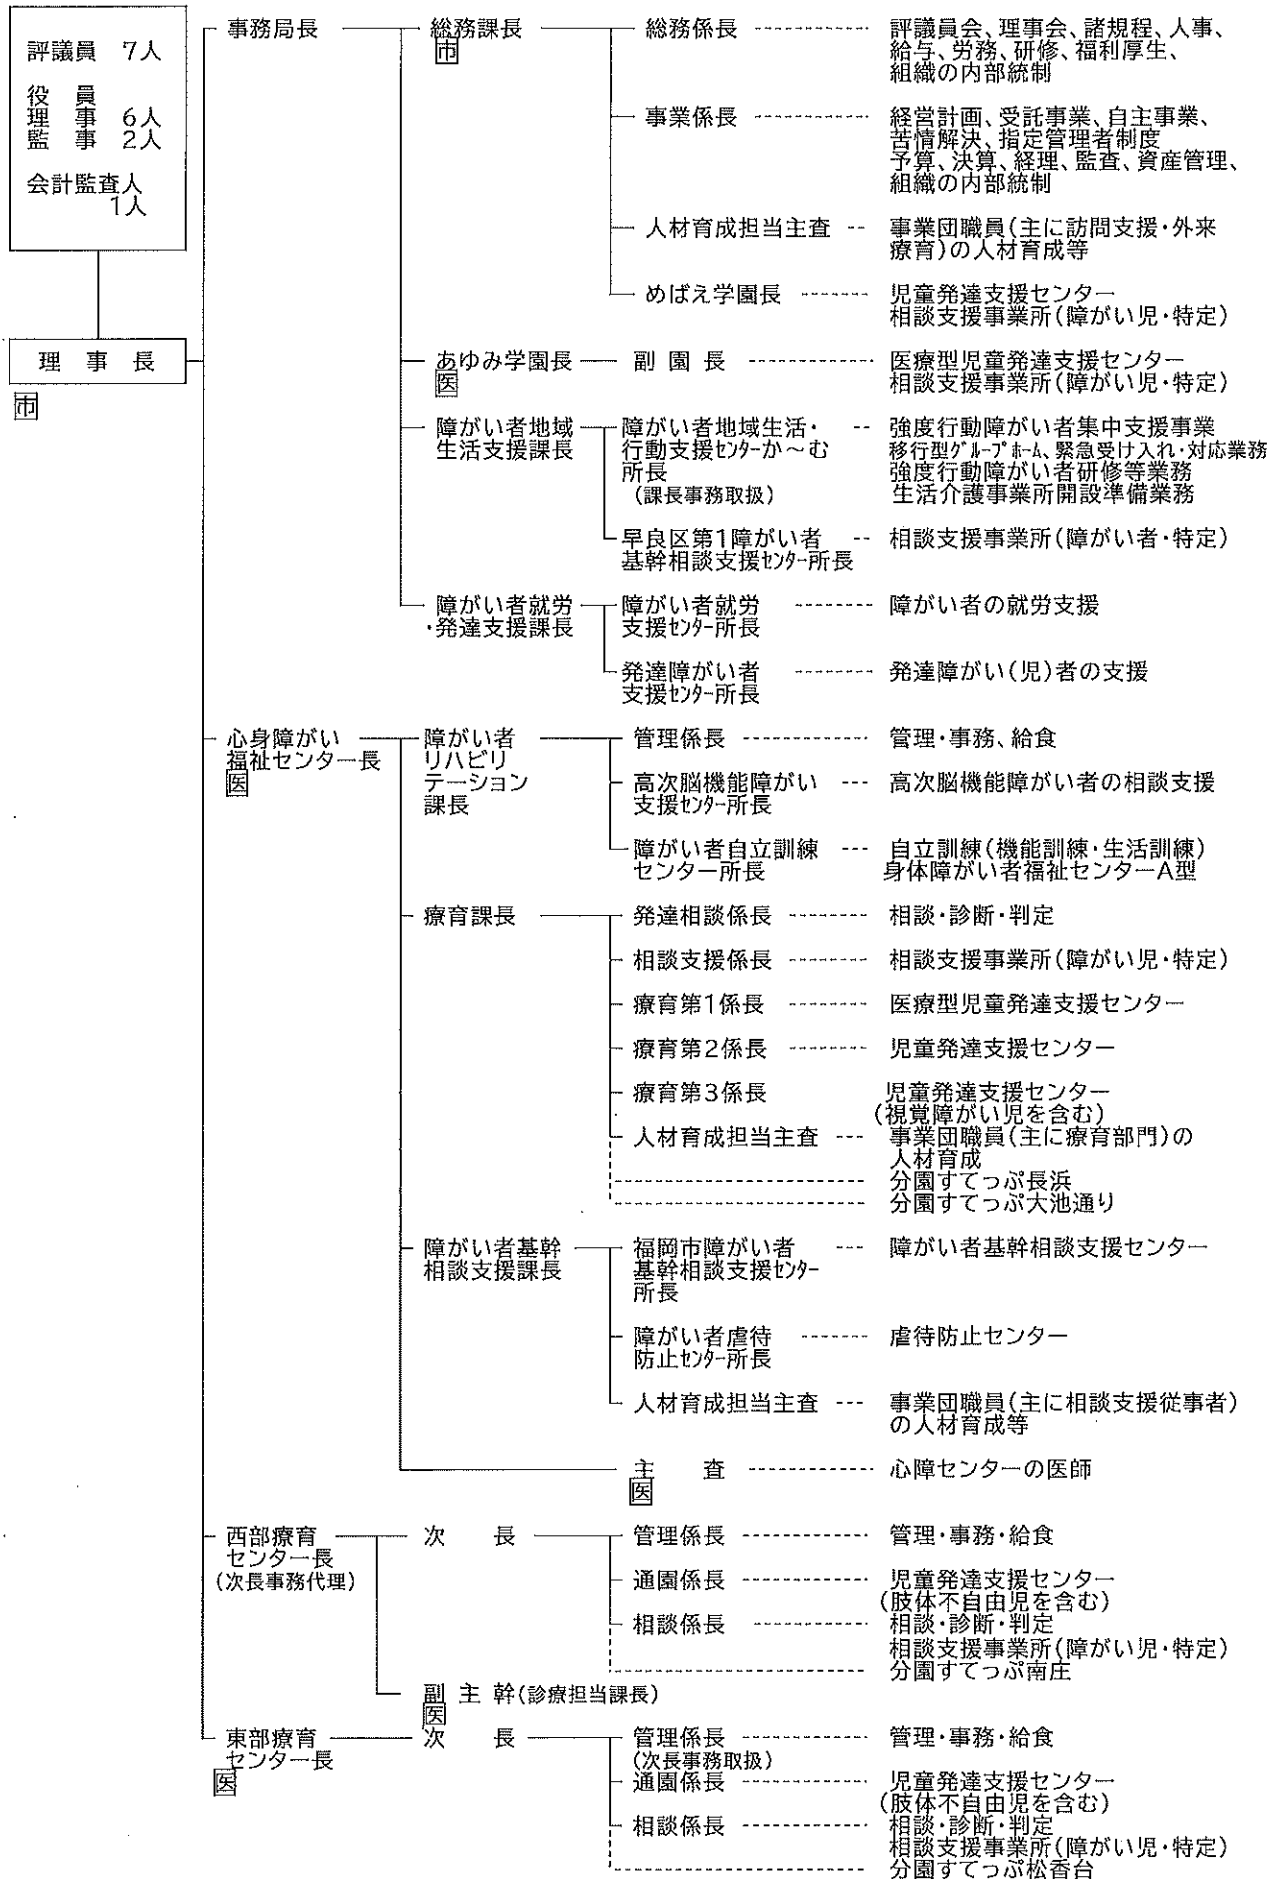 評議員 7人
役員
理事 6人
監事 2人
会計監査人
1人
理事長
市
事務局長
総務課長
市
総務係長
評議員会、理事会、諸規程、人事、
給与、労務、研修、福利厚生、
組織の内部統制
事業係長
経営計画、受託事業、自主事業、
苦情解決、指定管理者制度
予算、決算、経理、監査、資産管理、
組織の内部統制
人材育成担当主査
事業団職員(主に訪問支援・外来
療育)の人材育成等
めばえ学園長
児童発達支援センター
相談支援事業所(障がい児・特定)
あゆみ学園長
医
副園長
医療型児童発達支援センター
相談支援事業所(障がい児・特定)
障がい者地域
生活支援課長
障がい者地域生活・
行動支援センターか～む
所長
(課長事務取扱)
強度行動障がい者集中支援事業
移行型グループホーム、緊急受け入れ・対応業務
強度行動障がい者研修等業務
生活介護事業所開設準備業務
早良区第1障がい者
基幹相談支援センター所長
相談支援事業所(障がい者・特定)
障がい者就労
・発達支援課長
障がい者就労
支援センター所長
障がい者の就労支援
発達障がい者
支援センター所長
発達障がい(児)者の支援
心身障がい
福祉センター長
医
障がい者
リハビリ
テーション
課長
管理係長
管理・事務、給食
高次脳機能障がい
支援センター所長
高次脳機能障がい者の相談支援
障がい者自立訓練
センター所長
自立訓練(機能訓練・生活訓練)
身体障がい者福祉センターA型
療育課長
発達相談係長
相談・診断・判定
相談支援係長
相談支援事業所(障がい児・特定)
療育第1係長
医療型児童発達支援センター
療育第2係長
児童発達支援センター
療育第3係長
児童発達支援センター
(視覚障がい児を含む)
人材育成担当主査
事業団職員(主に療育部門)の
人材育成
分園すてっぷ長浜
分園すてっぷ大池通り
障がい者基幹
相談支援課長
福岡市障がい者
基幹相談支援センター
所長
障がい者基幹相談支援センター
障がい者虐待
防止センター所長
虐待防止センター
人材育成担当主査
事業団職員(主に相談支援従事者)
の人材育成等
主査
医
心障センターの医師
西部療育
センター長
(次長事務代理)
次長
管理係長
管理・事務・給食
通園係長
児童発達支援センター
(肢体不自由児を含む)
相談係長
相談・診断・判定
相談支援事業所(障がい児・特定)
分園すてっぷ南庄
副主幹(診療担当課長)
医
東部療育
センター長
医
次長
管理係長
(次長事務取扱)
管理・事務・給食
通園係長
児童発達支援センター
(肢体不自由児を含む)
相談係長
相談・診断・判定
相談支援事業所(障がい児・特定)
分園すてっぷ松香台